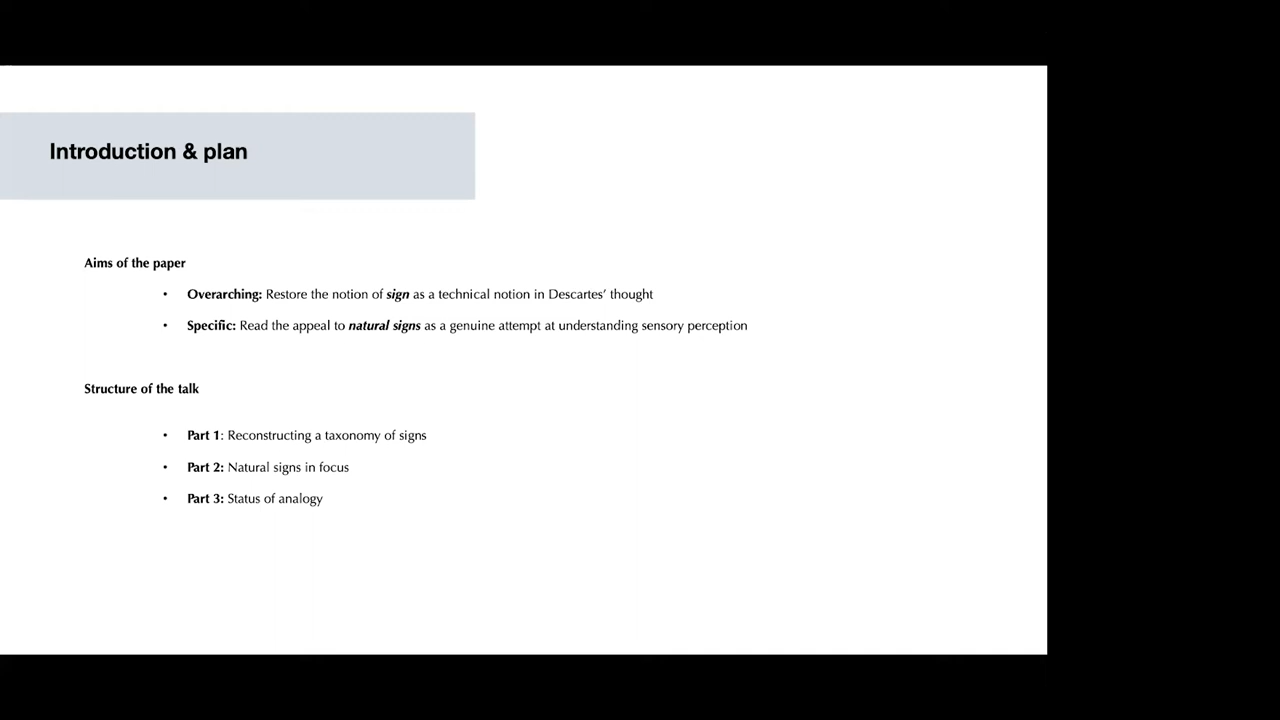 Introduction & plan
Aims of the paper
• Overarching: Restore the notion of sign as a technical notion in Descartes’ thought
• Specific: Read the appeal to natural signs as a genuine attempt at understanding sensory perception
Structure of the talk
• Part 1: Reconstructing a taxonomy of signs
• Part 2: Natural signs in focus
• Part 3: Status of analogy